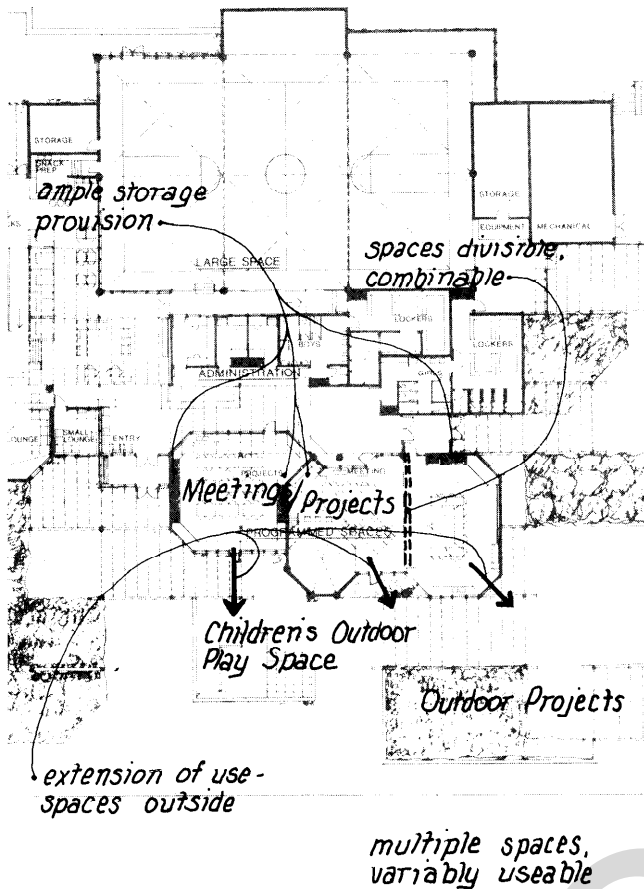 STORAGE
SNACK
PREP
ample storage
provision
STORAGE
EQUIPMENT
MECHANICAL
LARGE SPACE
spaces divisible,
combinable
LOCKERS
LOCKERS
ADMINISTRATION
LOUNGE
SMALL
LOUNGE
ENTRY
PROJECTS
MEETING
Meetings/
Projects
PROGRAMMED SPACES
Children's Outdoor
Play Space
Outdoor Projects
extension of use-
spaces outside
multiple spaces,
variably useable